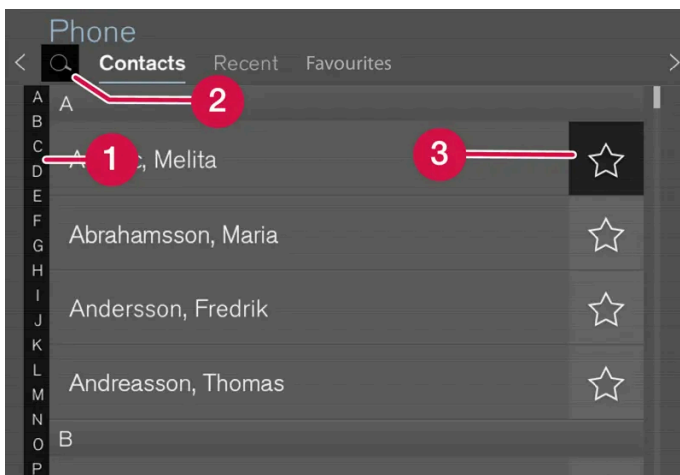 Phone
Contacts Recent Favourites
2
A
B
C
D
E
F
G
H
I
J
K
L
M
N
O
P
A
1
Melita
3
Abrahamsson, Maria
Andersson, Fredrik
Andreasson, Thomas
B